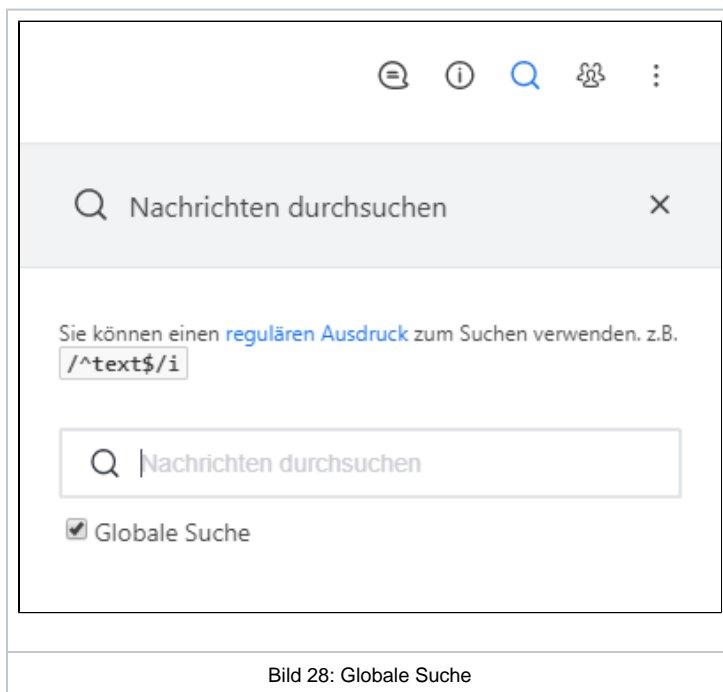 Nachrichten durchsuchen
Sie können einen regulären Ausdruck zum Suchen verwenden. z.B.
/^text$/i
Nachrichten durchsuchen
Globale Suche
Bild 28: Globale Suche